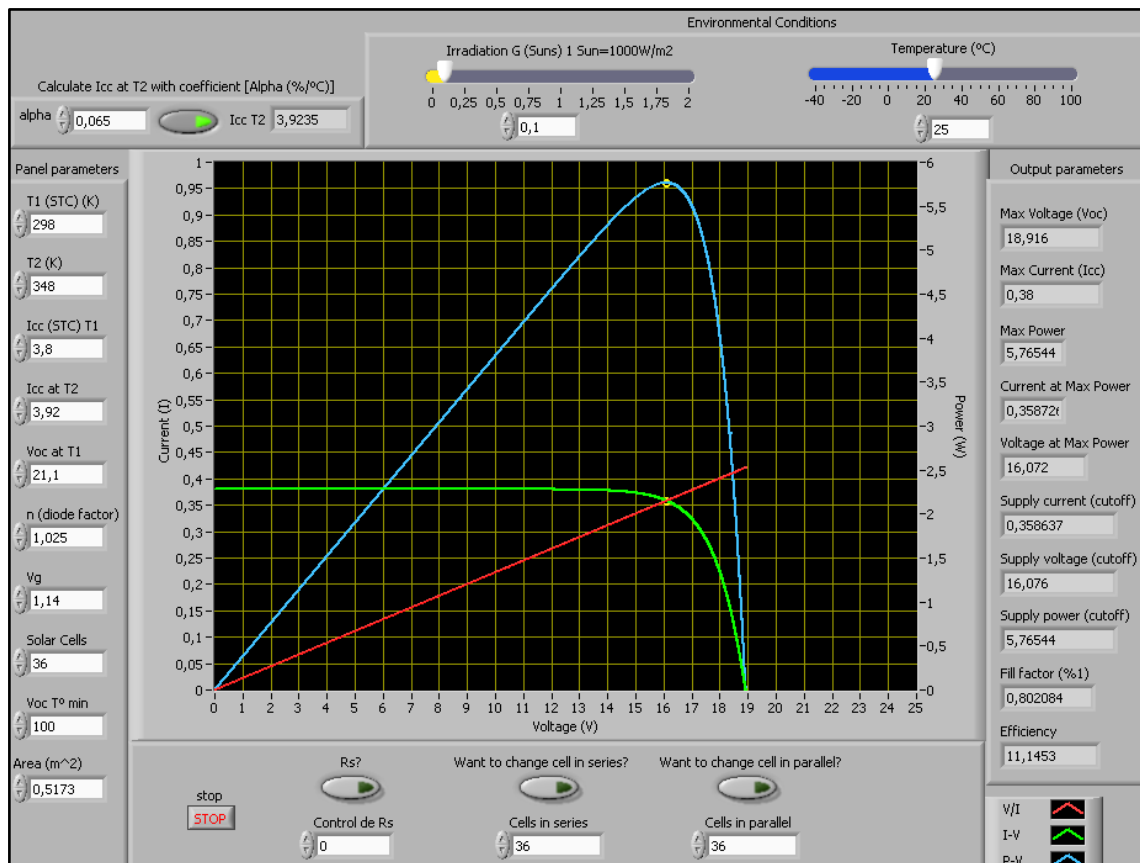 Environmental Conditions
Irradiation G (Suns) 1 Sun=1000W/m2
Temperature (ºC)
0 0,25 0,5 0,75 1 1,25 1,5 1,75 2
-40 -20 0 20 40 60 80 100
0,1
25
Calculate Icc at T2 with coefficient [Alpha (%/ºC)]
alpha 0,065 Icc T2 3,9235
Panel parameters
T1 (STC) (K)
298
T2 (K)
348
Icc (STC) T1
3,8
Icc at T2
3,92
Voc at T1
21,1
n (diode factor)
1,025
Vg
1,14
Solar Cells
36
Voc Tº min
100
Area (m^2)
0,5173
Current (I)
1
0,95
0,9
0,85
0,8
0,75
0,7
0,65
0,6
0,55
0,5
0,45
0,4
0,35
0,3
0,25
0,2
0,15
0,1
0,05
0
0 1 2 3 4 5 6 7 8 9 10 11 12 13 14 15 16 17 18 19 20 21 22 23 24 25
Voltage (V)
6
5,5
5
4,5
4
3,5
3
2,5
2
1,5
1
0,5
0
Power (W)
Output parameters
Max Voltage (Voc)
18,916
Max Current (Icc)
0,38
Max Power
5,76544
Current at Max Power
0,35872
Voltage at Max Power
16,072
Supply current (cutoff)
0,358637
Supply voltage (cutoff)
16,076
Supply power (cutoff)
5,76544
Fill factor (%1)
0,802084
Efficiency
11,1453
stop
STOP
Rs?
Control de Rs
0
Want to change cell in series?
Cells in series
36
Want to change cell in parallel?
Cells in parallel
36
V/I
I-V
P-V